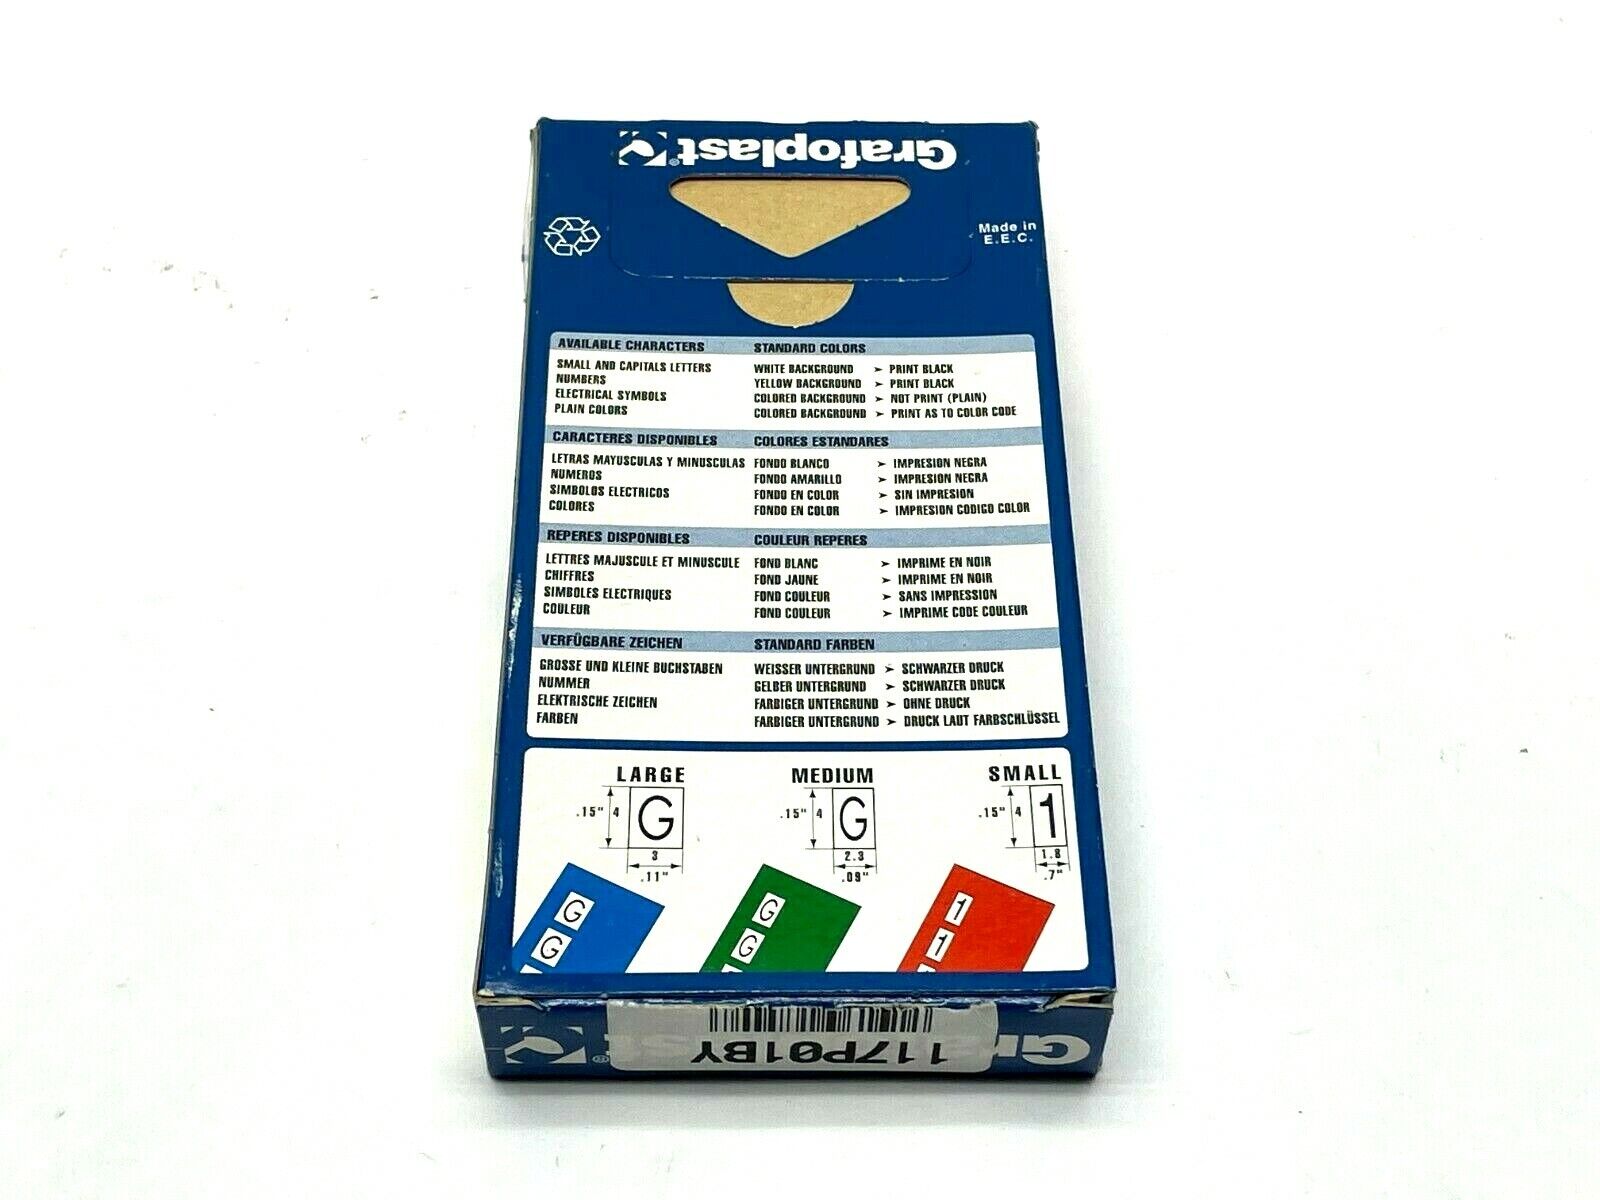 Grafoplast®
Made in
E.E.C.
AVAILABLE CHARACTERS STANDARD COLORS
SMALL AND CAPITALS LETTERS WHITE BACKGROUND ➤ PRINT BLACK
NUMBERS YELLOW BACKGROUND ➤ PRINT BLACK
ELECTRICAL SYMBOLS COLORED BACKGROUND ➤ NOT PRINT (PLAIN)
PLAIN COLORS COLORED BACKGROUND ➤ PRINT AS TO COLOR CODE
CARACTERES DISPONIBLES COLORES ESTANDARES
LETRAS MAYUSCULAS Y MINUSCULAS FONDO BLANCO ➤ IMPRESION NEGRA
NUMEROS FONDO AMARILLO ➤ IMPRESION NEGRA
SIMBOLOS ELECTRICOS FONDO EN COLOR ➤ SIN IMPRESION
COLORES FONDO EN COLOR ➤ IMPRESION CODIGO COLOR
REPERES DISPONIBLES COULEUR REPERES
LETTRES MAJUSCULE ET MINUSCULE FOND BLANC ➤ IMPRIME EN NOIR
CHIFFRES FOND JAUNE ➤ IMPRIME EN NOIR
SIMBOLES ELECTRIQUES FOND COULEUR ➤ SANS IMPRESSION
COULEUR FOND COULEUR ➤ IMPRIME CODE COULEUR
VERFÜGBARE ZEICHEN STANDARD FARBEN
GROSSE UND KLEINE BUCHSTABEN WEISSER UNTERGRUND ➤ SCHWARZER DRUCK
NUMMER GELBER UNTERGRUND ➤ SCHWARZER DRUCK
ELEKTRISCHE ZEICHEN FARBIGER UNTERGRUND ➤ OHNE DRUCK
FARBEN FARBIGER UNTERGRUND ➤ DRUCK LAUT FARBSCHLÜSSEL
LARGE MEDIUM SMALL
.15" 4 G .15" 4 G .15" 4 1
3 2.3 1.8
.11" .09" .7"
G G 1
G G 1
117P01BY